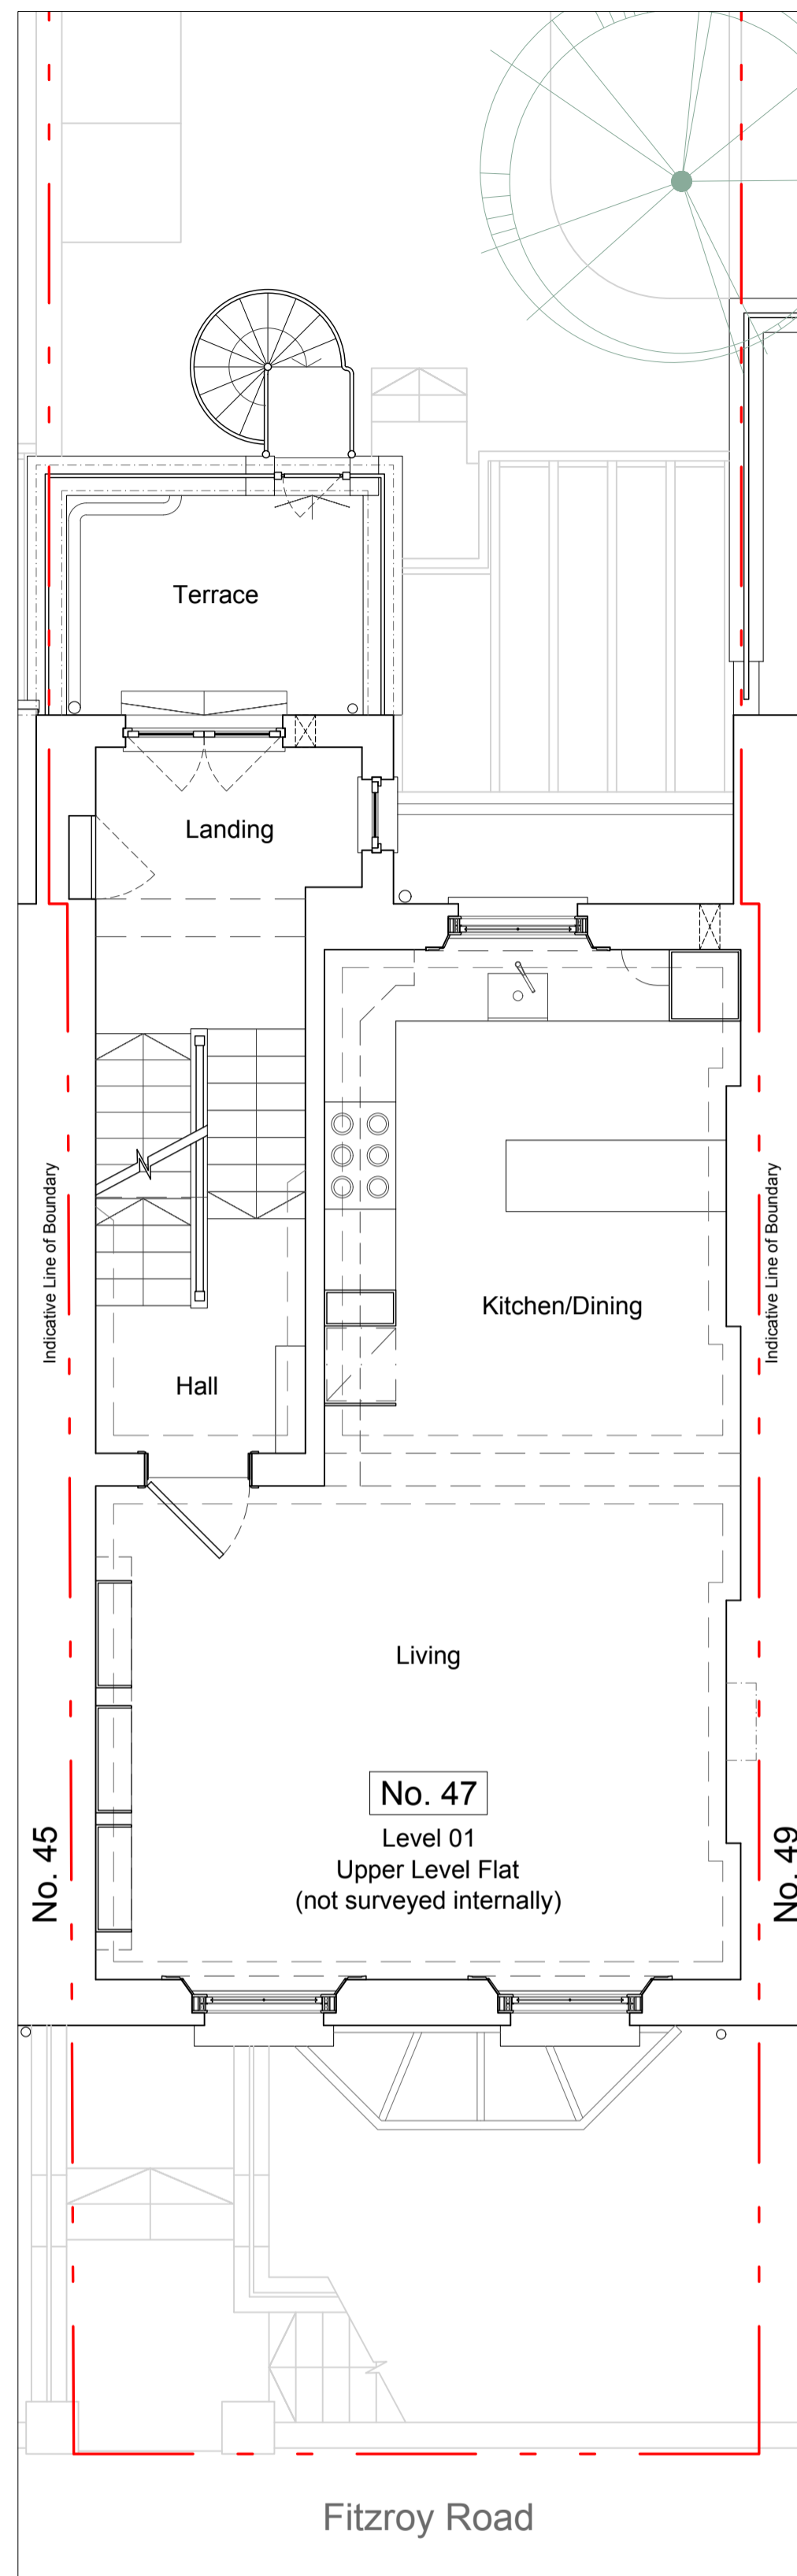 Terrace
Landing
Indicative Line of Boundary
Indicative Line of Boundary
Kitchen/Dining
Hall
Living
No. 47
Level 01
Upper Level Flat
(not surveyed internally)
No. 45
No. 49
Fitzroy Road